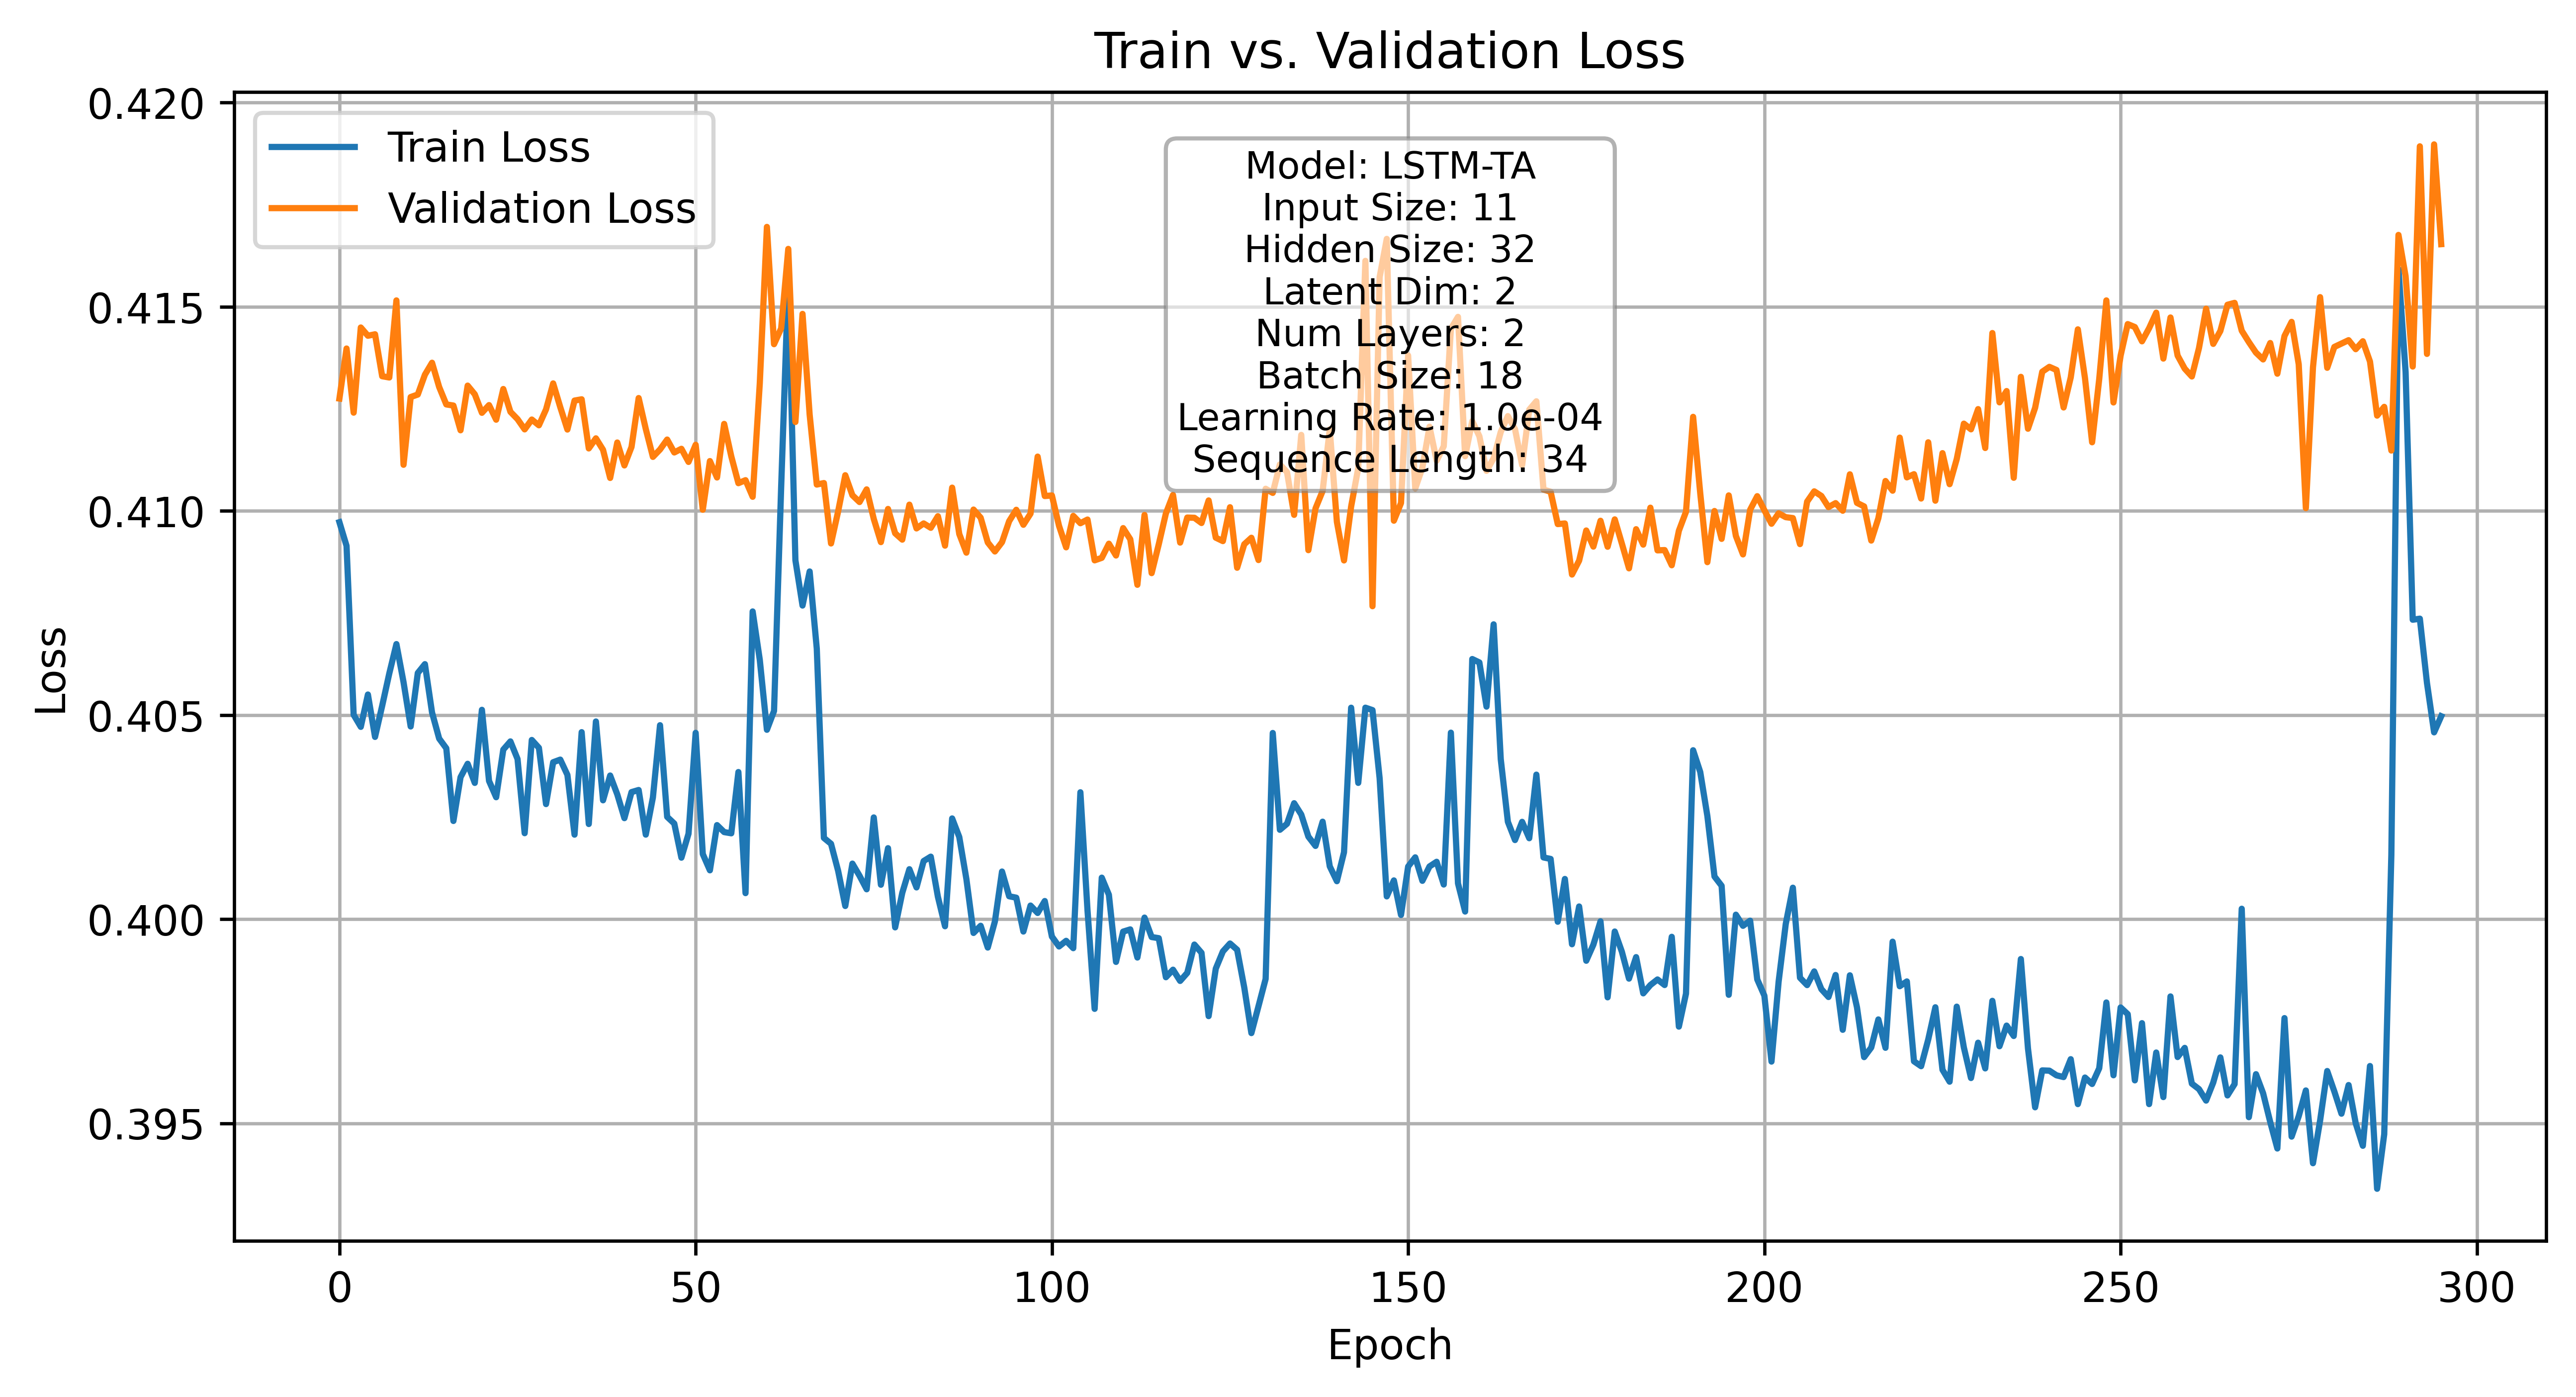 Train vs. Validation Loss
0.420
0.415
0.410
0.405
0.400
0.395
Loss
Train Loss
Validation Loss
Model: LSTM-TA
Input Size: 11
Hidden Size: 32
Latent Dim: 2
Num Layers: 2
Batch Size: 18
Learning Rate: 1.0e-04
Sequence Length: 34
0 50 100 150 200 250 300
Epoch